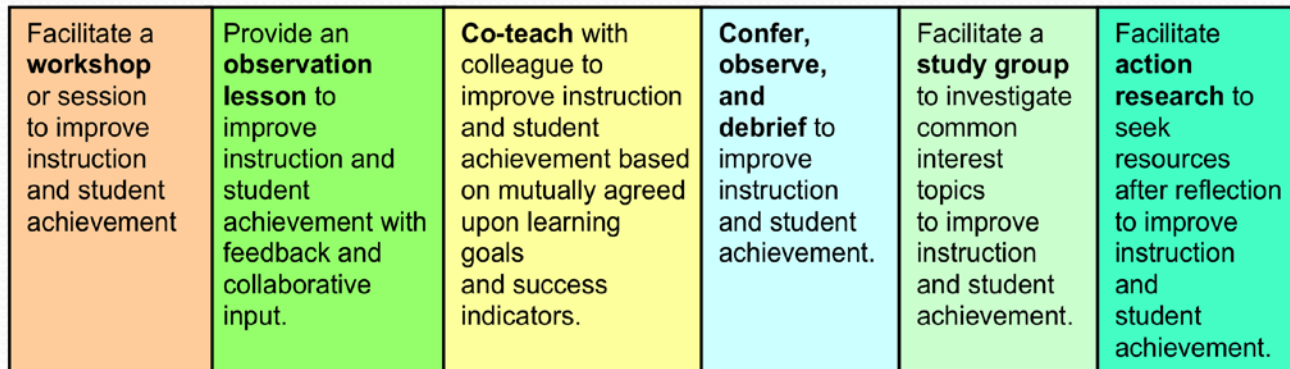 Facilitate a
workshop
or session
to improve
instruction
and student
achievement
Provide an
observation
lesson to
improve
instruction and
student
achievement with
feedback and
collaborative
input.
Co-teach with
colleague to
improve instruction
and student
achievement based
on mutually agreed
upon learning
goals
and success
indicators.
Confer,
observe,
and
debrief to
improve
instruction
and student
achievement.
Facilitate a
study group
to investigate
common
interest
topics
to improve
instruction
and student
achievement.
Facilitate
action
research to
seek
resources
after reflection
to improve
instruction
and
student
achievement.